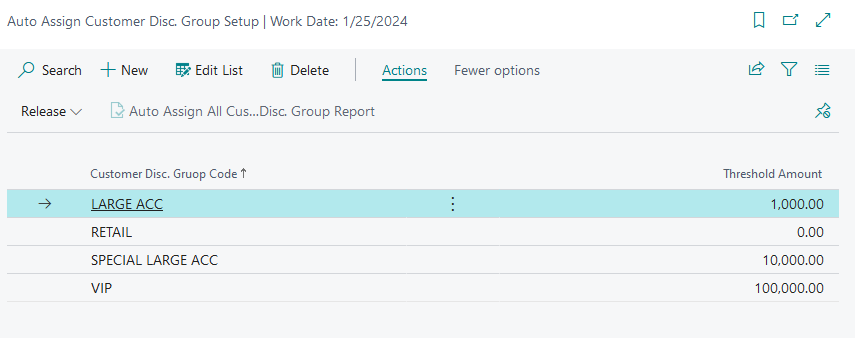 Auto Assign Customer Disc. Group Setup | Work Date: 1/25/2024
Search New Edit List Delete Actions Fewer options
Release Auto Assign All Cus...Disc. Group Report
Customer Disc. Gruop Code↑ Threshold Amount
LARGE ACC 1,000.00
RETAIL 0.00
SPECIAL LARGE ACC 10,000.00
VIP 100,000.00